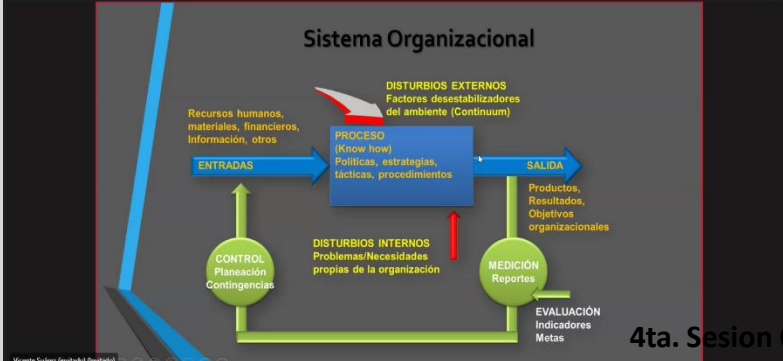 Sistema Organizacional
DISTURBIOS EXTERNOS
Factores desestabilizadores
del ambiente (Continuum)
Recursos humanos,
materiales, financieros,
Información, otros
PROCESO
(Know how)
Políticas, estrategias,
tácticas, procedimientos
ENTRADAS
SALIDA
Productos,
Resultados,
Objetivos
organizacionales
DISTURBIOS INTERNOS
Problemas/Necesidades
propias de la organización
CONTROL
Planeación
Contingencias
MEDICIÓN
Reportes
EVALUACIÓN
Indicadores
Metas
4ta. Sesion